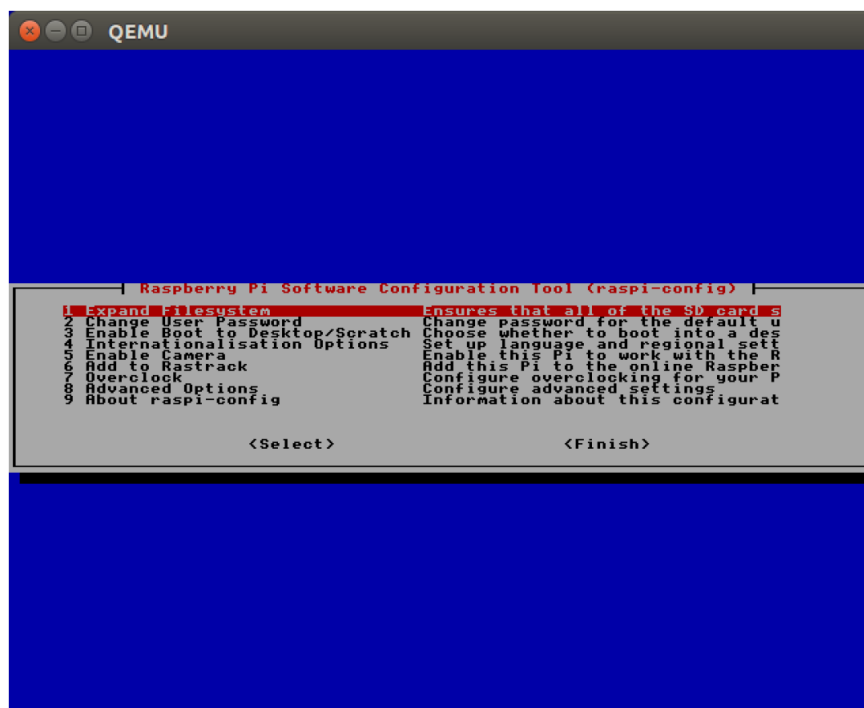 QEMU
Raspberry Pi Software Configuration Tool (raspi-config)
1 Expand Filesystem Ensures that all of the SD card s
2 Change User Password Change password for the default u
3 Enable Boot to Desktop/Scratch Choose whether to boot into a des
4 Internationalisation Options Set up language and regional sett
5 Enable Camera Enable this Pi to work with the R
6 Add to Rastrack Add this Pi to the online Raspber
7 Overclock Configure overclocking for your P
8 Advanced Options Configure advanced settings
9 About raspi-config Information about this configurat
<Select> <Finish>